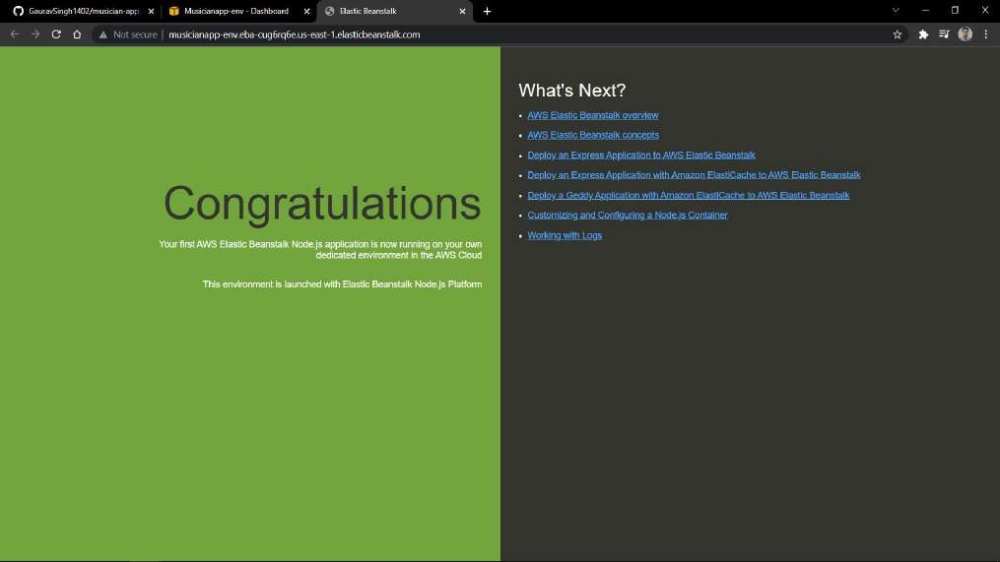 GauravSingh1402/musician-app
Musicianapp-env - Dashboard
Elastic Beanstalk
Not secure
musicianapp-env.eba-cug6rq6e.us-east-1.elasticbeanstalk.com
Congratulations
Your first AWS Elastic Beanstalk Node.js application is now running on your own
dedicated environment in the AWS Cloud
This environment is launched with Elastic Beanstalk Node.js Platform
What's Next?
AWS Elastic Beanstalk overview
AWS Elastic Beanstalk concepts
Deploy an Express Application to AWS Elastic Beanstalk
Deploy an Express Application with Amazon ElastiCache to AWS Elastic Beanstalk
Deploy a Geddy Application with Amazon ElastiCache to AWS Elastic Beanstalk
Customizing and Configuring a Node.js Container
Working with Logs